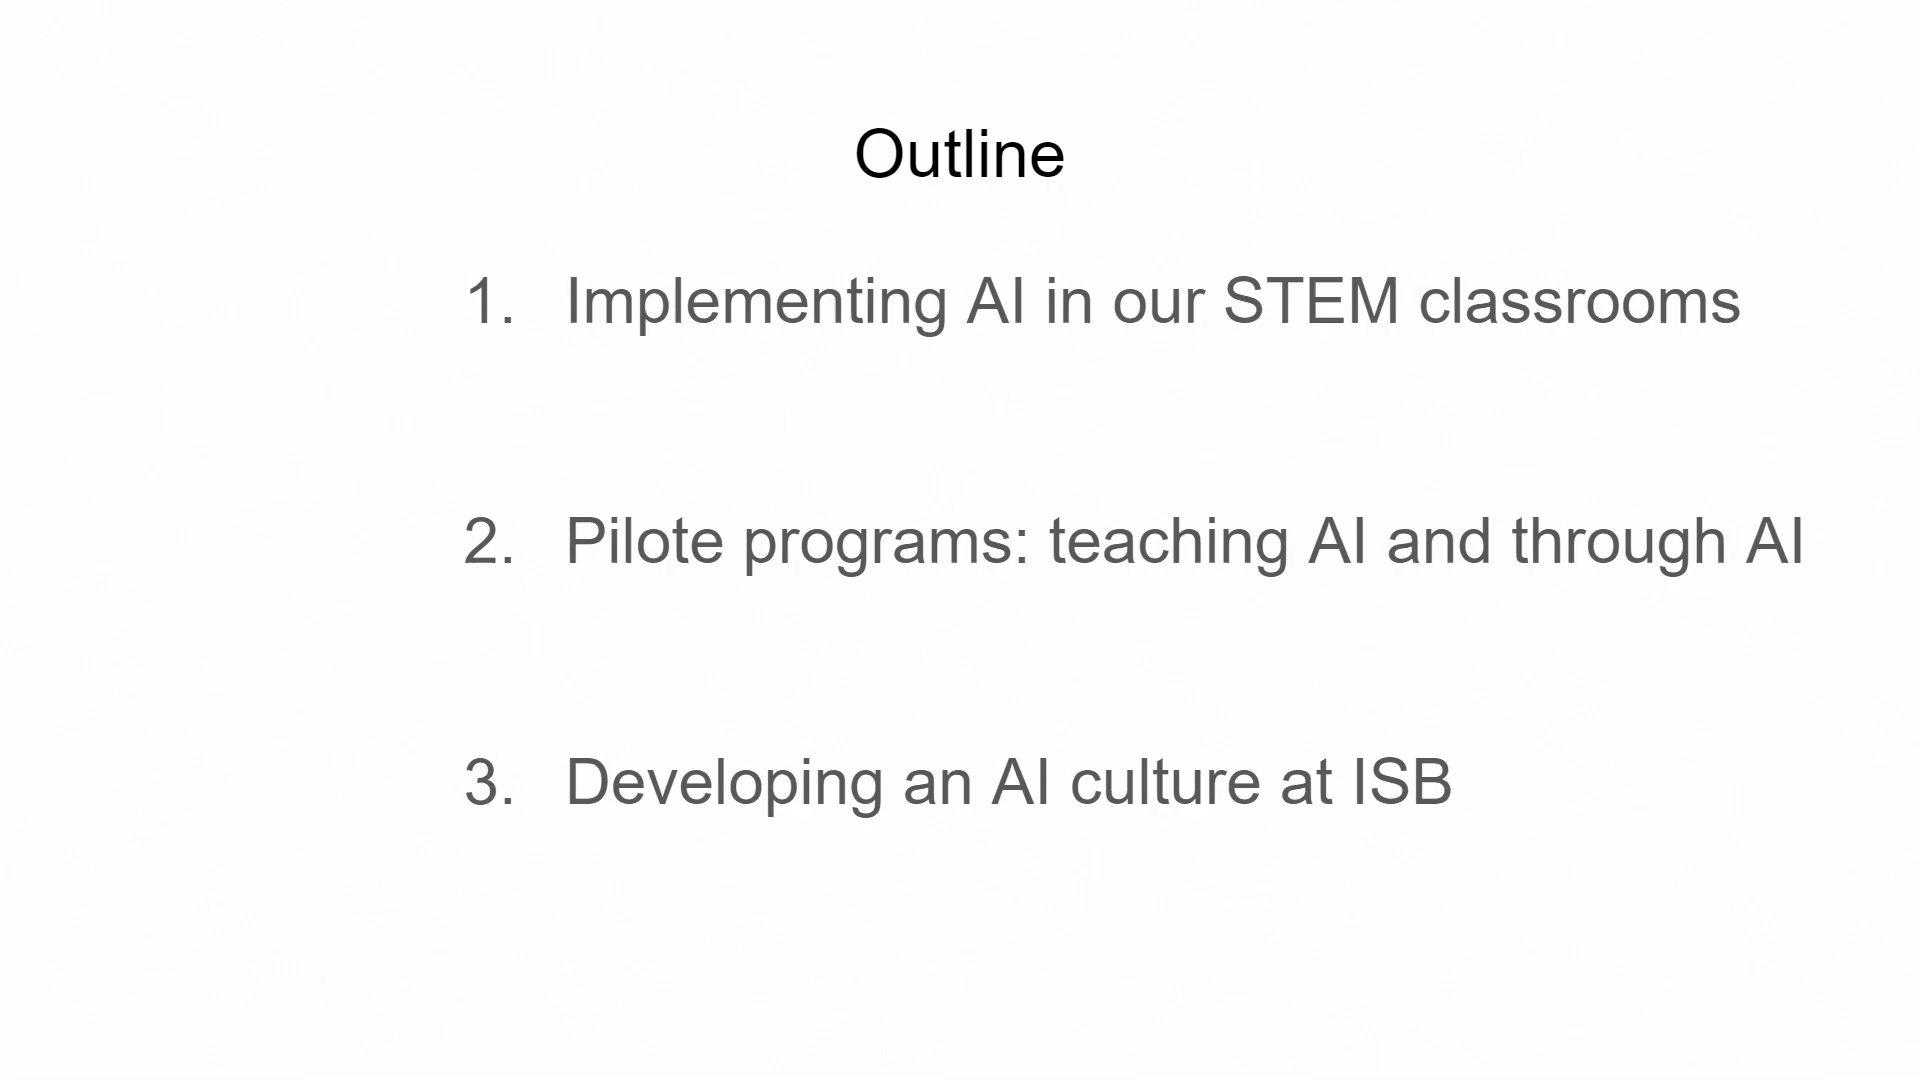 Outline
1. Implementing AI in our STEM classrooms
2. Pilote programs: teaching AI and through AI
3. Developing an AI culture at ISB